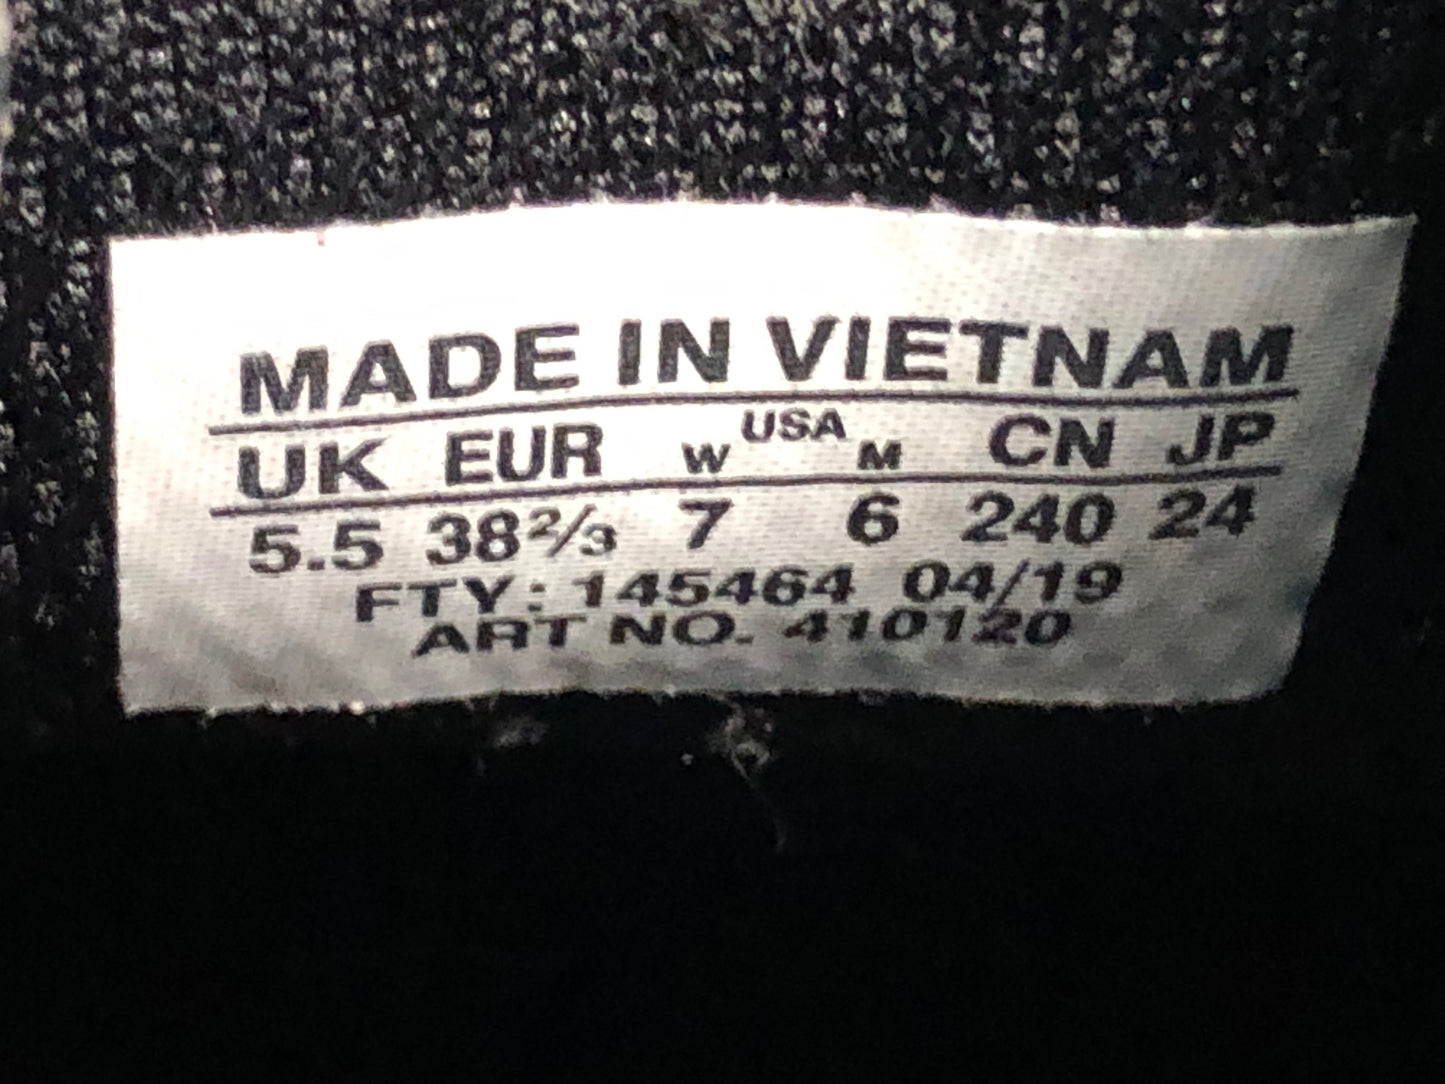 MADE IN VIETNAM
UK EUR W USA M CN JP
5.5 38⅔ 7 6 240 24
FTY: 145464 04/19
ART NO. 410120